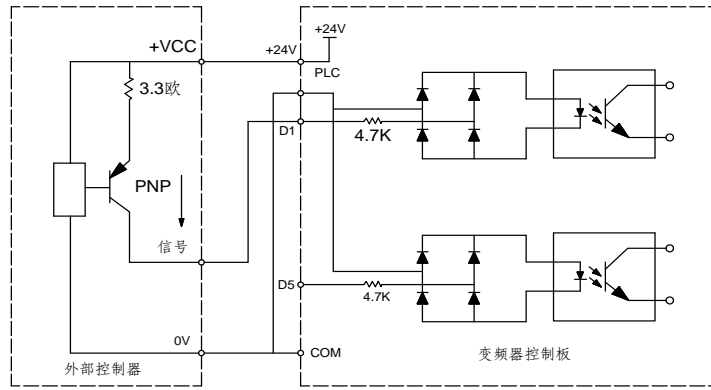 +24V
+VCC
+24V
PLC
3.3欧
D1
4.7K
PNP
信号
D5
4.7K
0V
COM
外部控制器
变频器控制板